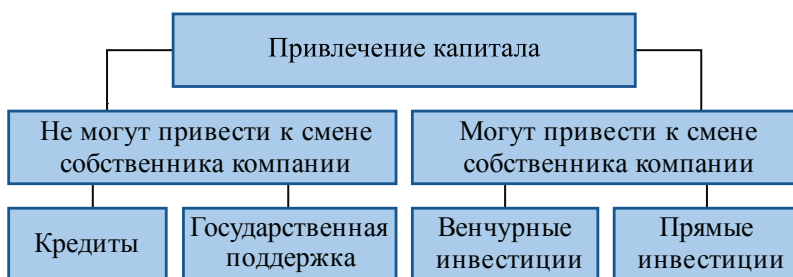 Привлечение капитала
Не могут привести к смене
собственника компании
Могут привести к смене
собственника компании
Кредиты
Государственная
поддержка
Венчурные
инвестиции
Прямые
инвестиции